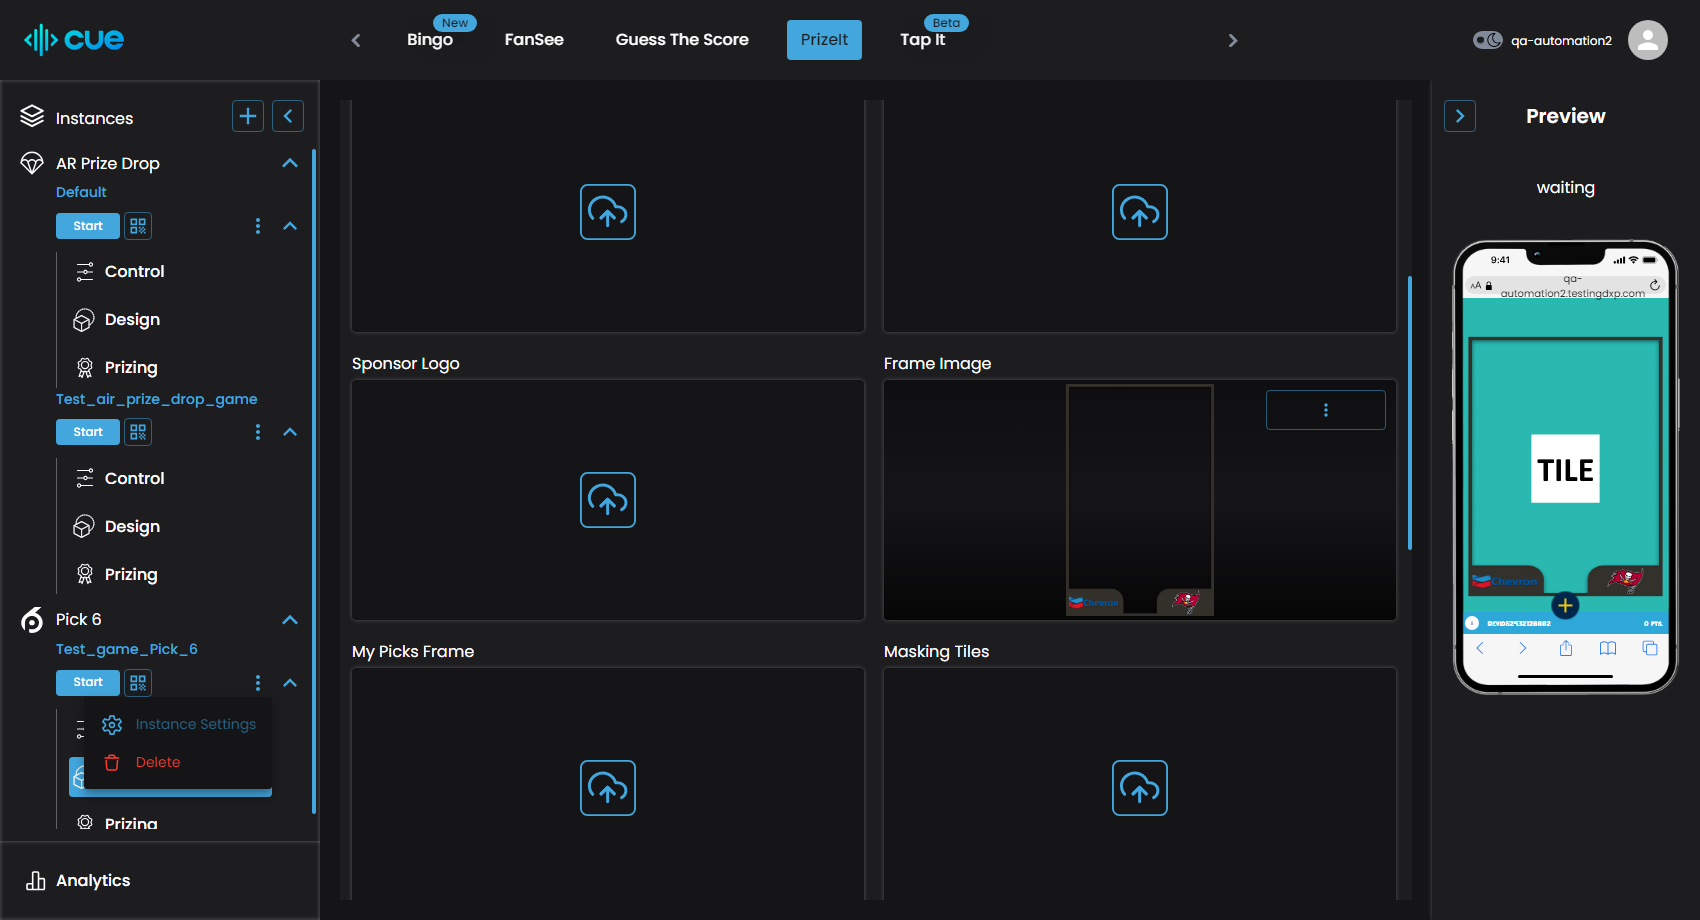 cue
New
Bingo
FanSee
Guess The Score
PrizeIt
Beta
Tap It
qa-automation2
Instances
AR Prize Drop
Default
Start
Control
Design
Prizing
Test_air_prize_drop_game
Start
Control
Design
Prizing
Pick 6
Test_game_Pick_6
Start
Instance Settings
Delete
Prizing
Analytics
Sponsor Logo
Frame Image
Chevron
My Picks Frame
Masking Tiles
Preview
waiting
9:41
AA
qa-
automation2.testingdxp.com
TILE
Chevron
0 PTS.